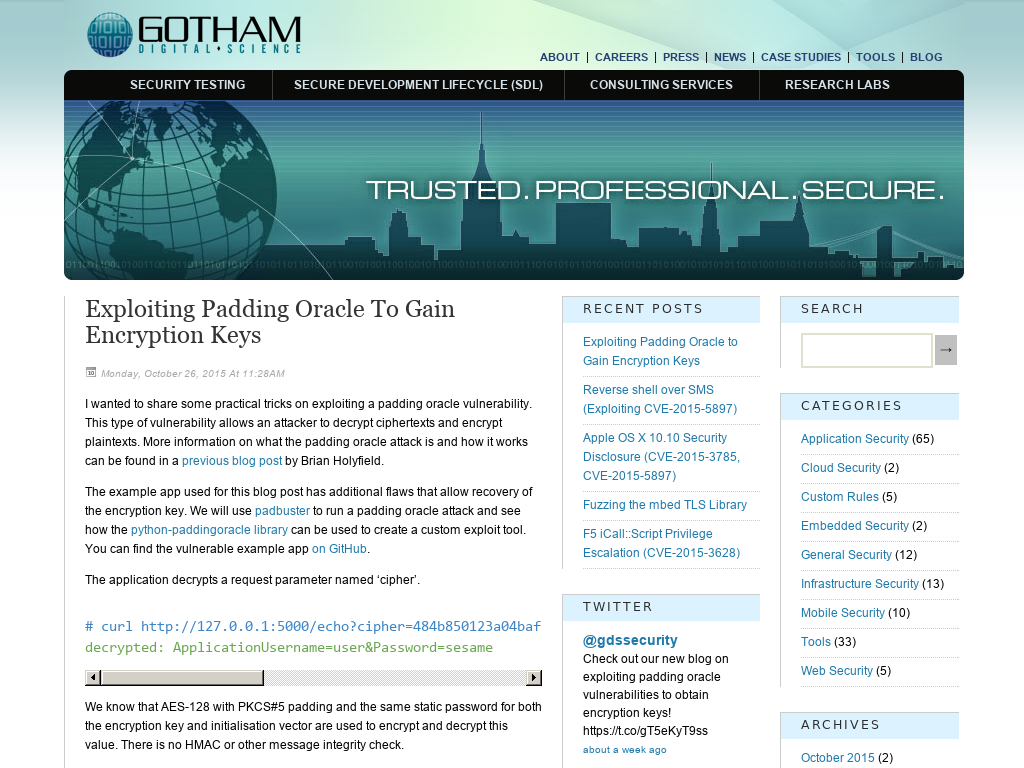 GOTHAM
DIGITAL SCIENCE
ABOUT | CAREERS | PRESS | NEWS | CASE STUDIES | TOOLS | BLOG
SECURITY TESTING
SECURE DEVELOPMENT LIFECYCLE (SDL)
CONSULTING SERVICES
RESEARCH LABS
TRUSTED. PROFESSIONAL. SECURE.
Exploiting Padding Oracle To Gain
Encryption Keys
Monday, October 26, 2015 At 11:28AM
I wanted to share some practical tricks on exploiting a padding oracle vulnerability.
This type of vulnerability allows an attacker to decrypt ciphertexts and encrypt
plaintexts. More information on what the padding oracle attack is and how it works
can be found in a previous blog post by Brian Holyfield.
The example app used for this blog post has additional flaws that allow recovery of
the encryption key. We will use padbuster to run a padding oracle attack and see
how the python-paddingoracle library can be used to create a custom exploit tool.
You can find the vulnerable example app on GitHub.
The application decrypts a request parameter named ‘cipher’.
# curl http://127.0.0.1:5000/echo?cipher=484b850123a04baf
decrypted: ApplicationUsername=user&Password=sesame
We know that AES-128 with PKCS#5 padding and the same static password for both
the encryption key and initialisation vector are used to encrypt and decrypt this
value. There is no HMAC or other message integrity check.
RECENT POSTS
Exploiting Padding Oracle to
Gain Encryption Keys
Reverse shell over SMS
(Exploiting CVE-2015-5897)
Apple OS X 10.10 Security
Disclosure (CVE-2015-3785,
CVE-2015-5897)
Fuzzing the mbed TLS Library
F5 iCall::Script Privilege
Escalation (CVE-2015-3628)
TWITTER
@gdssecurity
Check out our new blog on
exploiting padding oracle
vulnerabilities to obtain
encryption keys!
https://t.co/gT5eKyT9ss
about a week ago
SEARCH
→
CATEGORIES
Application Security (65)
Cloud Security (2)
Custom Rules (5)
Embedded Security (2)
General Security (12)
Infrastructure Security (13)
Mobile Security (10)
Tools (33)
Web Security (5)
ARCHIVES
October 2015 (2)